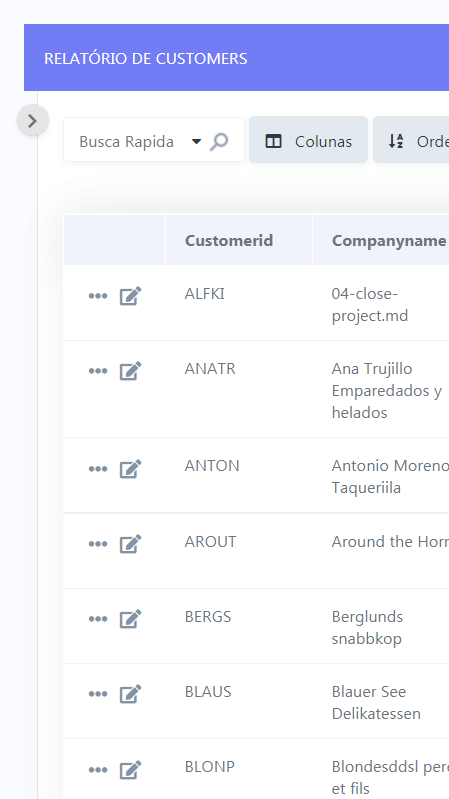 RELATÓRIO DE CUSTOMERS
Busca Rapida
Colunas
Orde
Customerid Companyname
ALFKI 04-close-
project.md
ANATR Ana Trujillo
Emparedados y
helados
ANTON Antonio Moreno
Taqueriila
AROUT Around the Horn
BERGS Berglunds
snabbkop
BLAUS Blauer See
Delikatessen
BLONP Blondesddsl pere
et fils